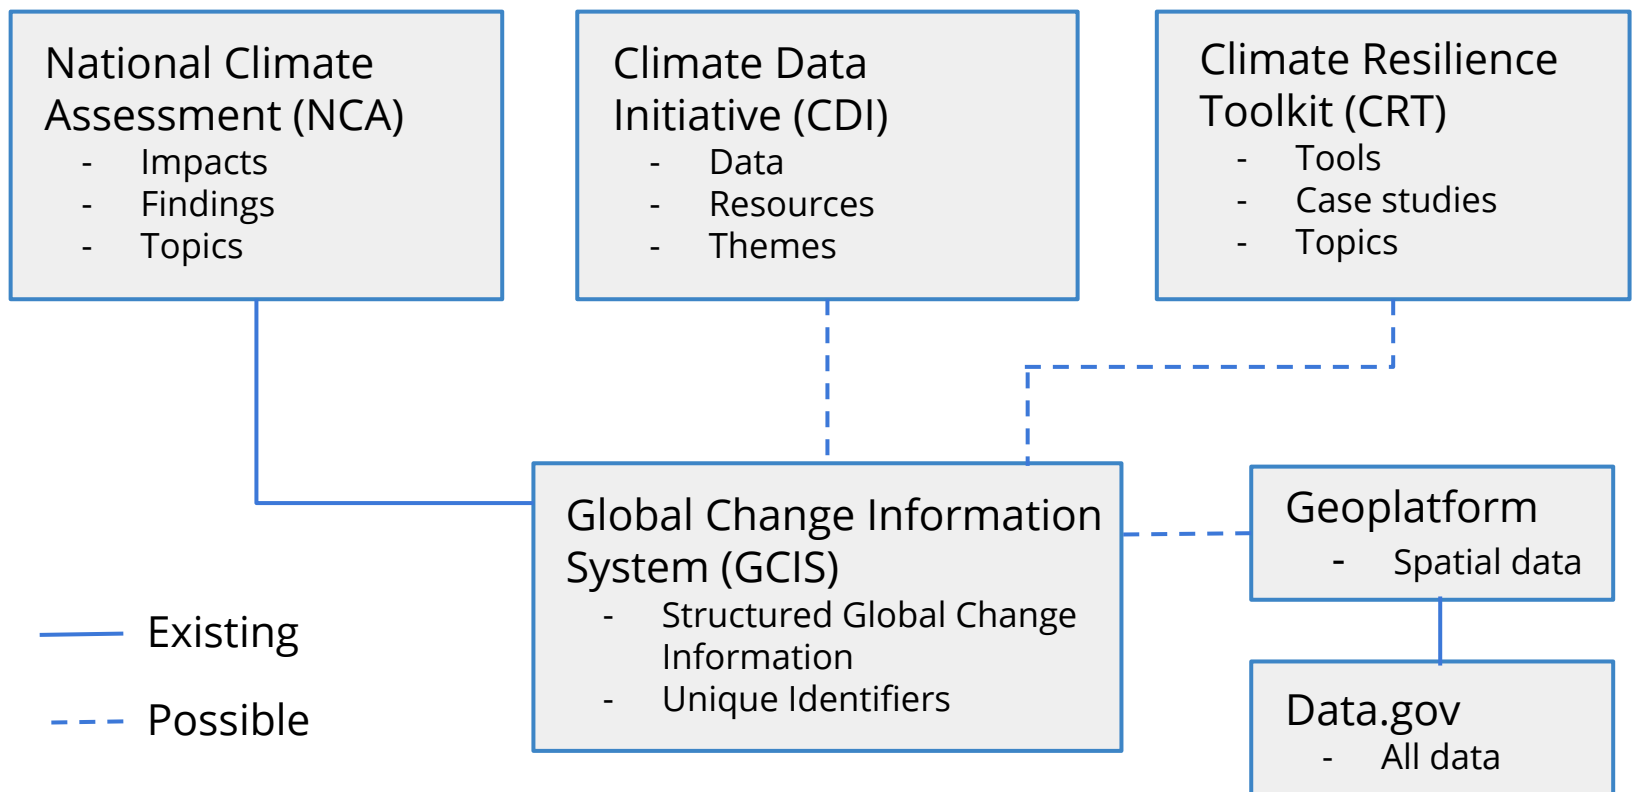 National Climate
Assessment (NCA)
- Impacts
- Findings
- Topics
Climate Data
Initiative (CDI)
- Data
- Resources
- Themes
Climate Resilience
Toolkit (CRT)
- Tools
- Case studies
- Topics
Global Change Information
System (GCIS)
- Structured Global Change
Information
- Unique Identifiers
Geoplatform
- Spatial data
Data.gov
- All data
Existing
Possible